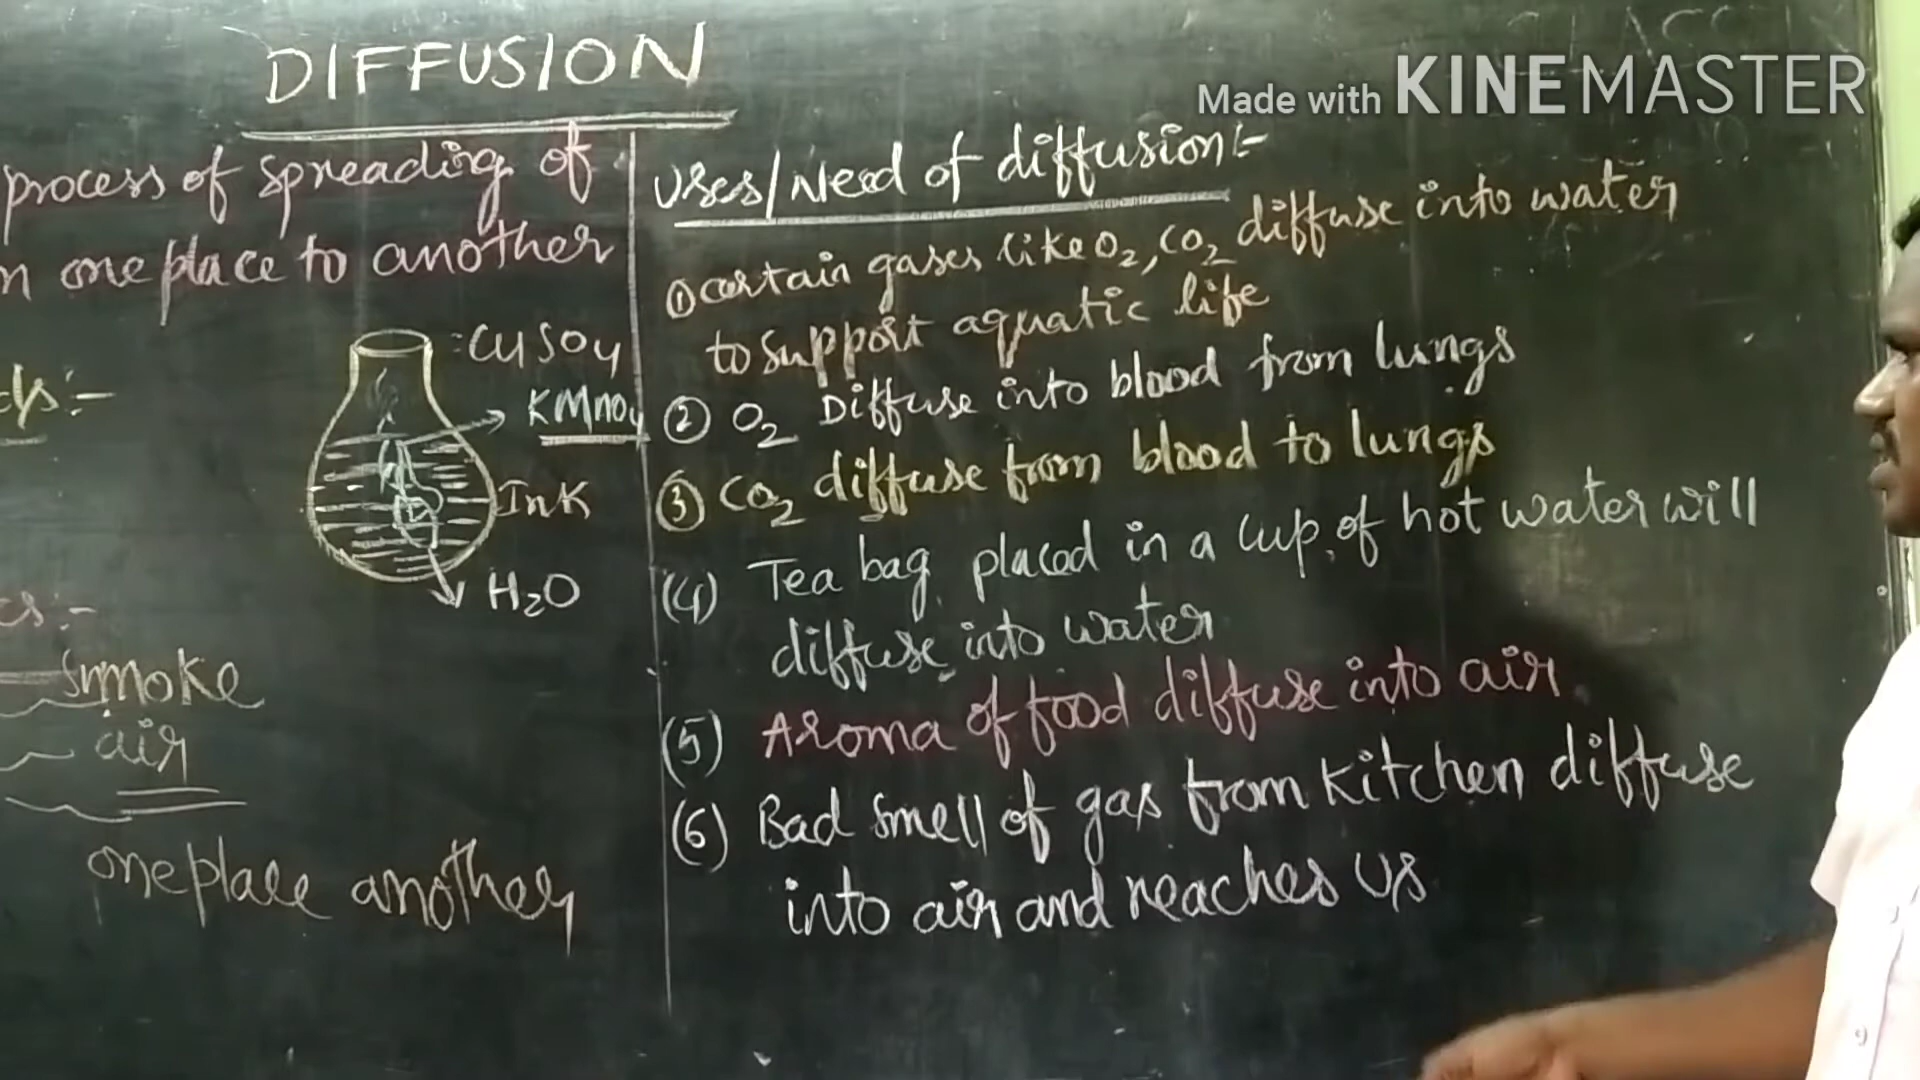 DIFFUSION
Made with KINEMASTER
process of spreading of
n one place to another
:CuSO4
KMnO4
InK
H2O
smoke
air
oneplace another
Uses/Need of diffusion:-
① certain gases like O2, CO2 diffuse into water
to support aquatic life
② O2 Diffuse into blood from lungs
③ CO2 diffuse from blood to lungs
(4) Tea bag placed in a cup of hot water will
diffuse into water
(5) Aroma of food diffuse into air
(6) Bad smell of gas from Kitchen diffuse
into air and reaches us